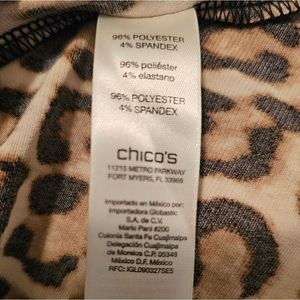 96% POLYESTER
4% SPANDEX
96% poliéster
4% elastano
96% POLYESTER
4% SPANDEX
chico's
11215 METRO PARKWAY
FORT MYERS, FL 33966
Importado en México por:
Importadora Globastic
S.A. de C.V.
Mario Pani #200
Colonia Santa Fe Cuajimalpa
Delegación Cuajimalpa
de Morelos C.P. 05348
México D.F. México
RFC: IGL090327SE5